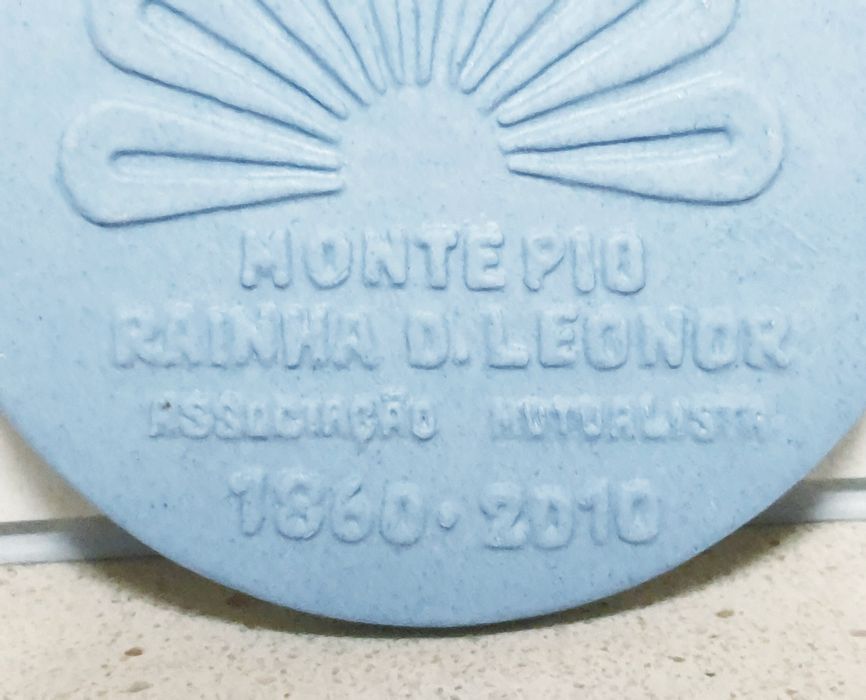 MONTEPIO
RAINHA D. LEONOR
ASSOCIAÇÃO MUTUALISTA
1860 · 2010